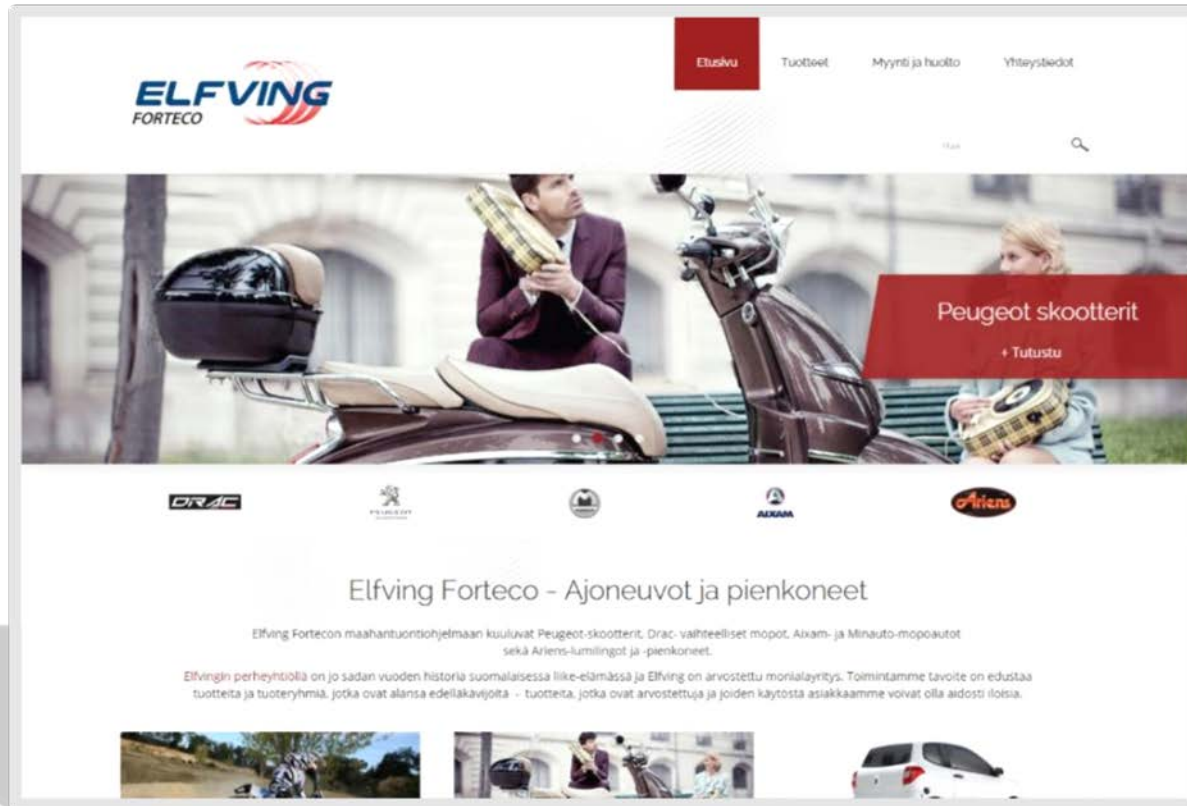 ELFVING
FORTECO
Etusivu
Tuotteet
Myynti ja huolto
Yhteystiedot
Hae
Peugeot skootterit
+ Tutustu
DRAC
PEUGEOT
AIXAM
Ariens
Elfving Forteco - Ajoneuvot ja pienkoneet
Elfving Fortecon maahantuontiohjelmaan kuuluvat Peugeot-skootterit, Drac- vaihteelliset mopot, Aixam- ja Minauto-mopoautot
sekä Ariens-lumilingot ja -pienkoneet.
Elfvingin perheyhtiöllä on jo sadan vuoden historia suomalaisessa liike-elämässä ja Elfving on arvostettu monialayritys. Toimintamme tavoite on edustaa
tuotteita ja tuoteryhmiä, jotka ovat alansa edelläkävijöitä - tuotteita, jotka ovat arvostettuja ja joiden käytöstä asiakkaamme voivat olla aidosti iloisia.